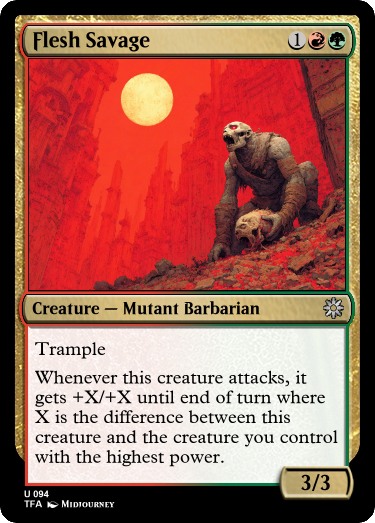 Flesh Savage 1
Creature — Mutant Barbarian
Trample
Whenever this creature attacks, it
gets +X/+X until end of turn where
X is the difference between this
creature and the creature you control
with the highest power.
3/3
U 094
TFA Midjourney